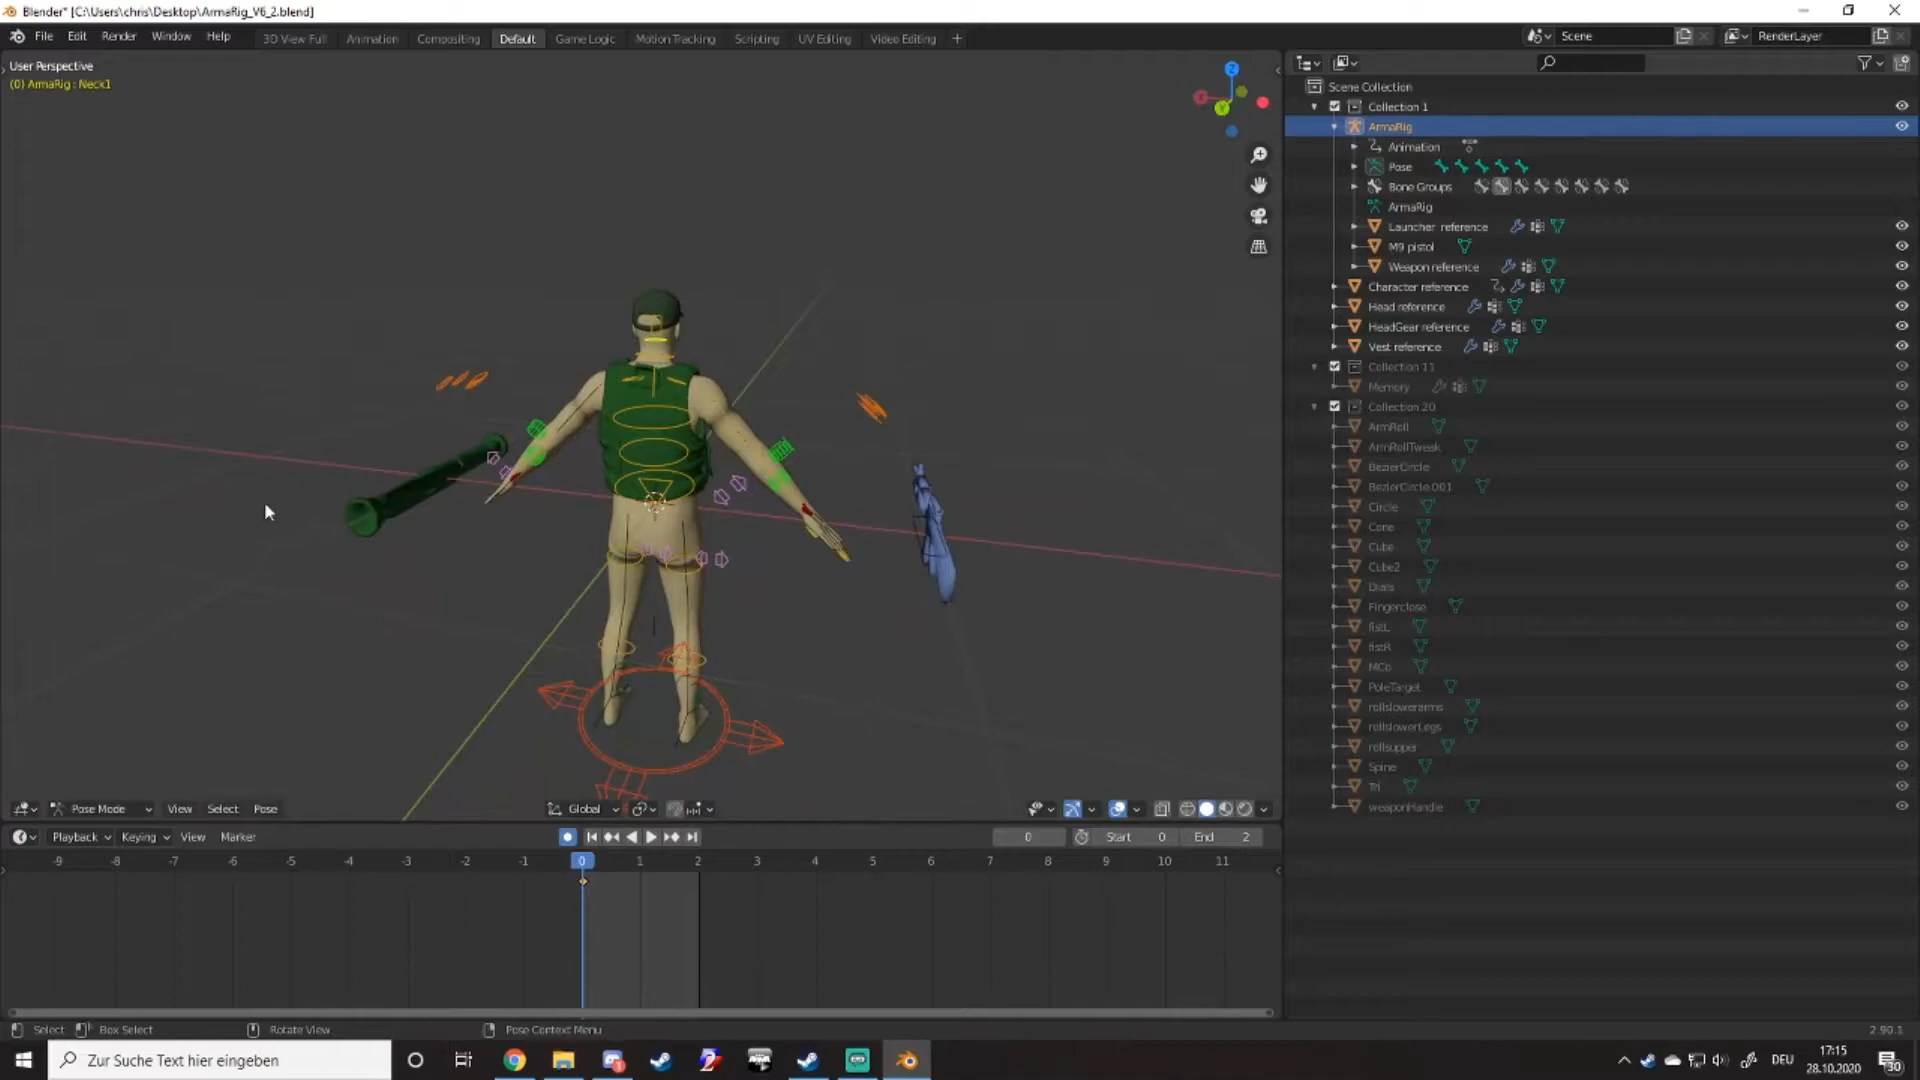 Blender* [C:\Users\chris\Desktop\ArmaRig_V6_2.blend]
File Edit Render Window Help 3D View Full Animation Compositing Default Game Logic Motion Tracking Scripting UV Editing Video Editing + Scene RenderLayer
User Perspective
(0) ArmaRig : Neck1
Z
X
Y
Scene Collection
Collection 1
ArmaRig
Animation
Pose
Bone Groups
ArmaRig
Launcher reference
M9 pistol
Weapon reference
Character reference
Head reference
HeadGear reference
Vest reference
Collection 11
Memory
Collection 20
ArmRoll
ArmRollTweak
BezierCircle
BezierCircle.001
Circle
Cone
Cube
Cube2
Dials
Fingerclose
fistL
fistR
MCo
PoleTarget
rollslowerarms
rollslowerLegs
rollsupper
Spine
Tri
weaponHandle
Pose Mode View Select Pose Global
Playback Keying View Marker 0 Start 0 End 2
-9 -8 -7 -6 -5 -4 -3 -2 -1 0 1 2 3 4 5 6 7 8 9 10 11
Select Box Select Rotate View Pose Context Menu 2.90.1
Zur Suche Text hier eingeben DEU 17:15
28.10.2020
30